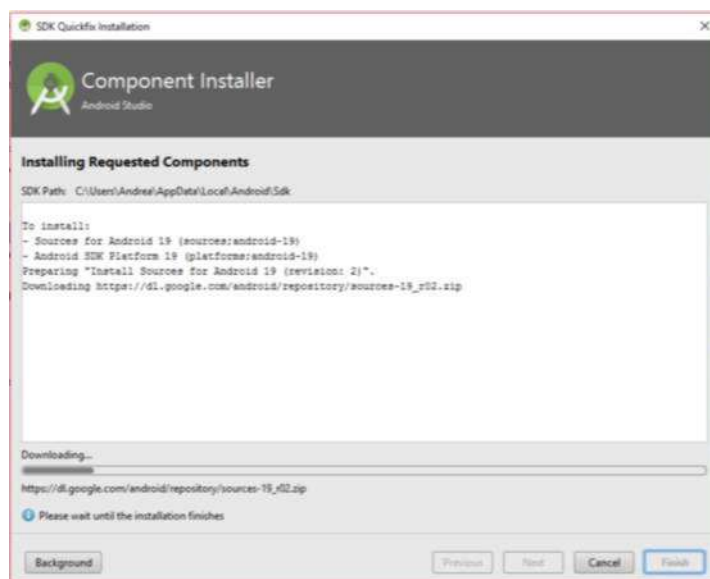 SDK Quickfix Installation
Component Installer
Android Studio
Installing Requested Components
SDK Path: C:\Users\Andrea\AppData\Local\Android\Sdk
To install:
- Sources for Android 19 (sources;android-19)
- Android SDK Platform 19 (platforms;android-19)
Preparing "Install Sources for Android 19 (revision: 2)".
Downloading https://dl.google.com/android/repository/sources-19_r02.zip
Downloading...
https://dl.google.com/android/repository/sources-19_r02.zip
Please wait until the installation finishes
Background Previous Next Cancel Finish